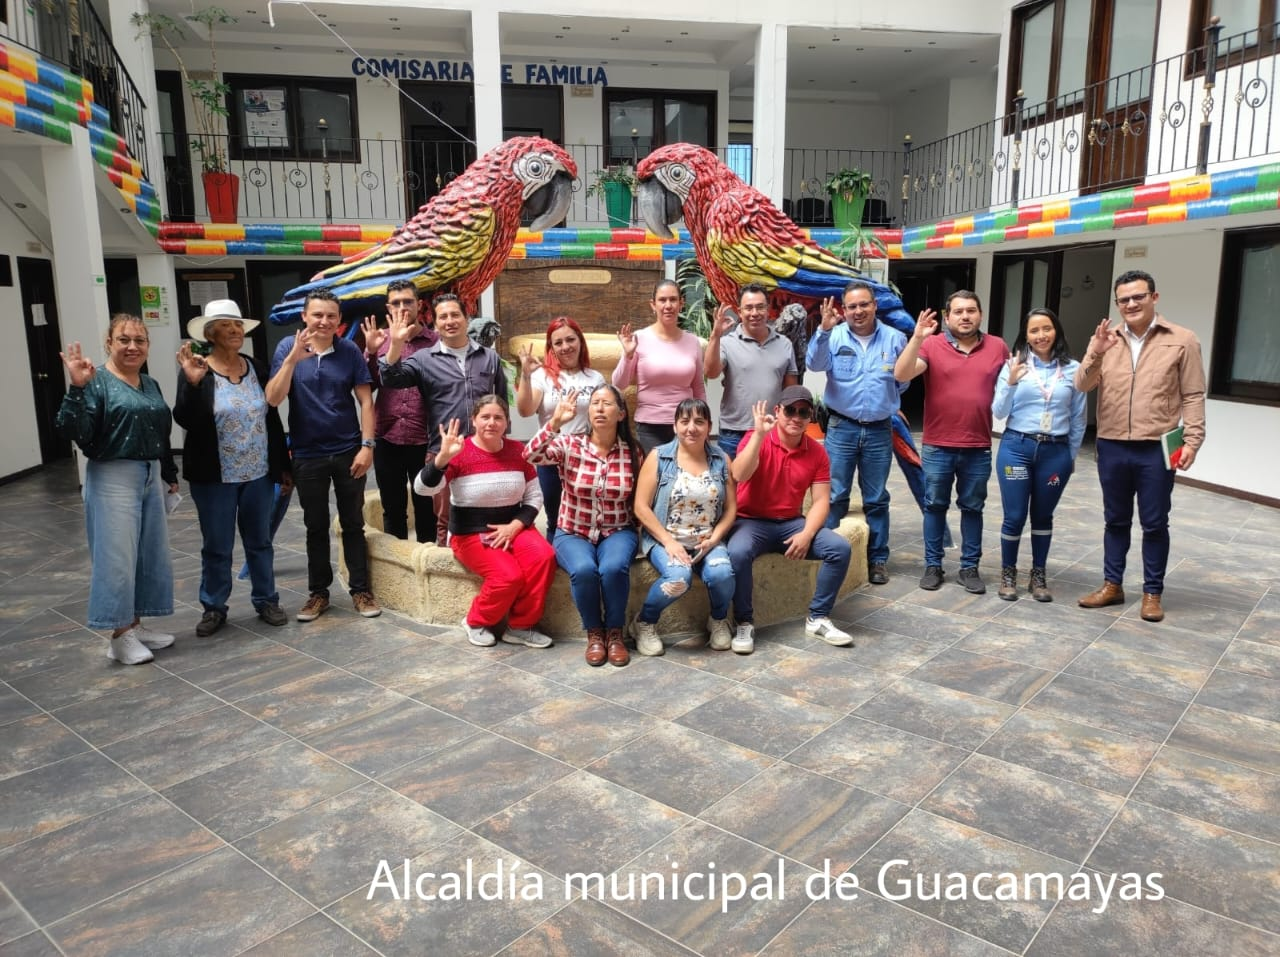 COMISARIA DE FAMILIA
Alcaldía municipal de Guacamayas